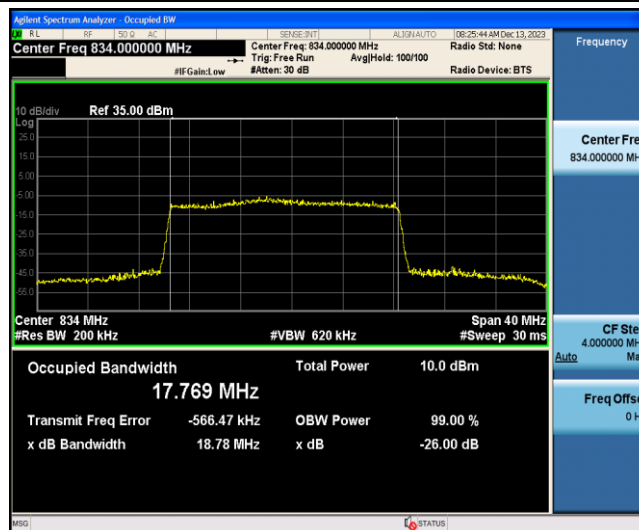 Agilent Spectrum Analyzer - Occupied BW
RL RF 50 Ω AC SENSE:INT ALIGN AUTO 08:25:44 AM Dec 13, 2023
Center Freq 834.000000 MHz
Center Freq: 834.000000 MHz Radio Std: None
Trig: Free Run Avg|Hold: 100/100
#IFGain:Low #Atten: 30 dB Radio Device: BTS
Frequency
10 dB/div Ref 35.00 dBm
Log
25.0
15.0
5.00
-5.00
-15.0
-25.0
-35.0
-45.0
-55.0
Center 834 MHz Span 40 MHz
#Res BW 200 kHz #VBW 620 kHz #Sweep 30 ms
Occupied Bandwidth Total Power 10.0 dBm
17.769 MHz
Transmit Freq Error -566.47 kHz OBW Power 99.00 %
x dB Bandwidth 18.78 MHz x dB -26.00 dB
Center Fre
834.000000 MH
CF Ste
4.000000 MH
Auto Ma
Freq Offse
0 H
MSG STATUS